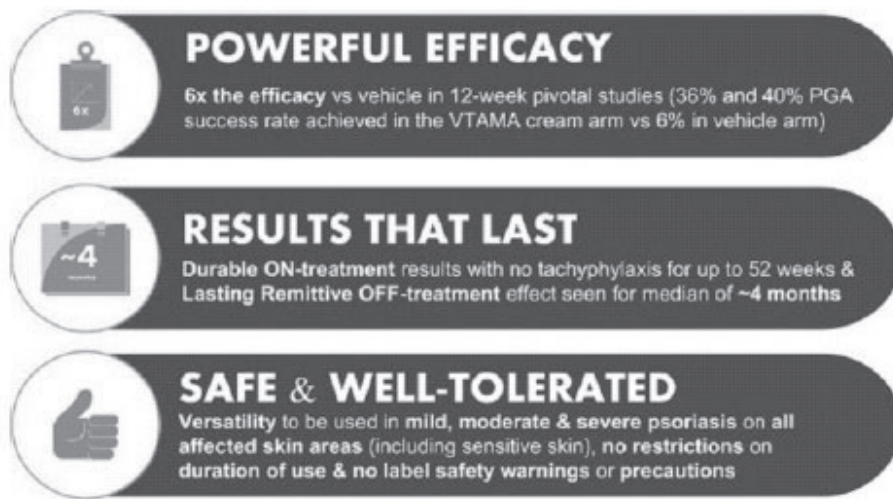 POWERFUL EFFICACY
6x
6x the efficacy vs vehicle in 12-week pivotal studies (36% and 40% PGA
success rate achieved in the VTAMA cream arm vs 6% in vehicle arm)
RESULTS THAT LAST
~4
Durable ON-treatment results with no tachyphylaxis for up to 52 weeks &
Lasting Remittive OFF-treatment effect seen for median of ~4 months
SAFE & WELL-TOLERATED
Versatility to be used in mild, moderate & severe psoriasis on all
affected skin areas (including sensitive skin), no restrictions on
duration of use & no label safety warnings or precautions